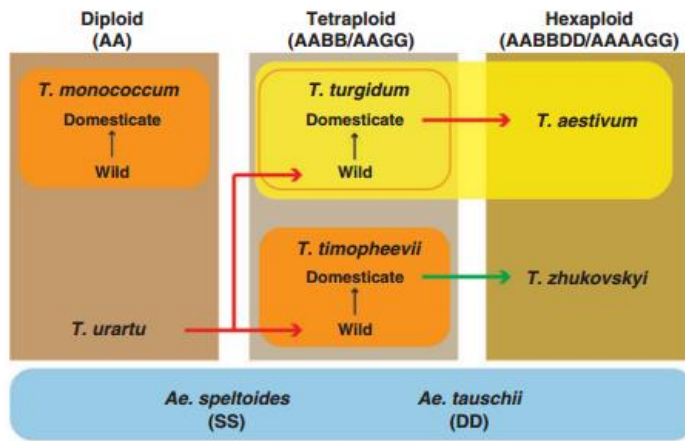 Diploid
(AA)
Tetraploid
(AABB/AAGG)
Hexaploid
(AABBDD/AAAAGG)
T. monococcum
Domesticate
Wild
T. turgidum
Domesticate
Wild
T. aestivum
T. timopheevii
Domesticate
Wild
T. zhukovskyi
T. urartu
Ae. speltoides
(SS)
Ae. tauschii
(DD)